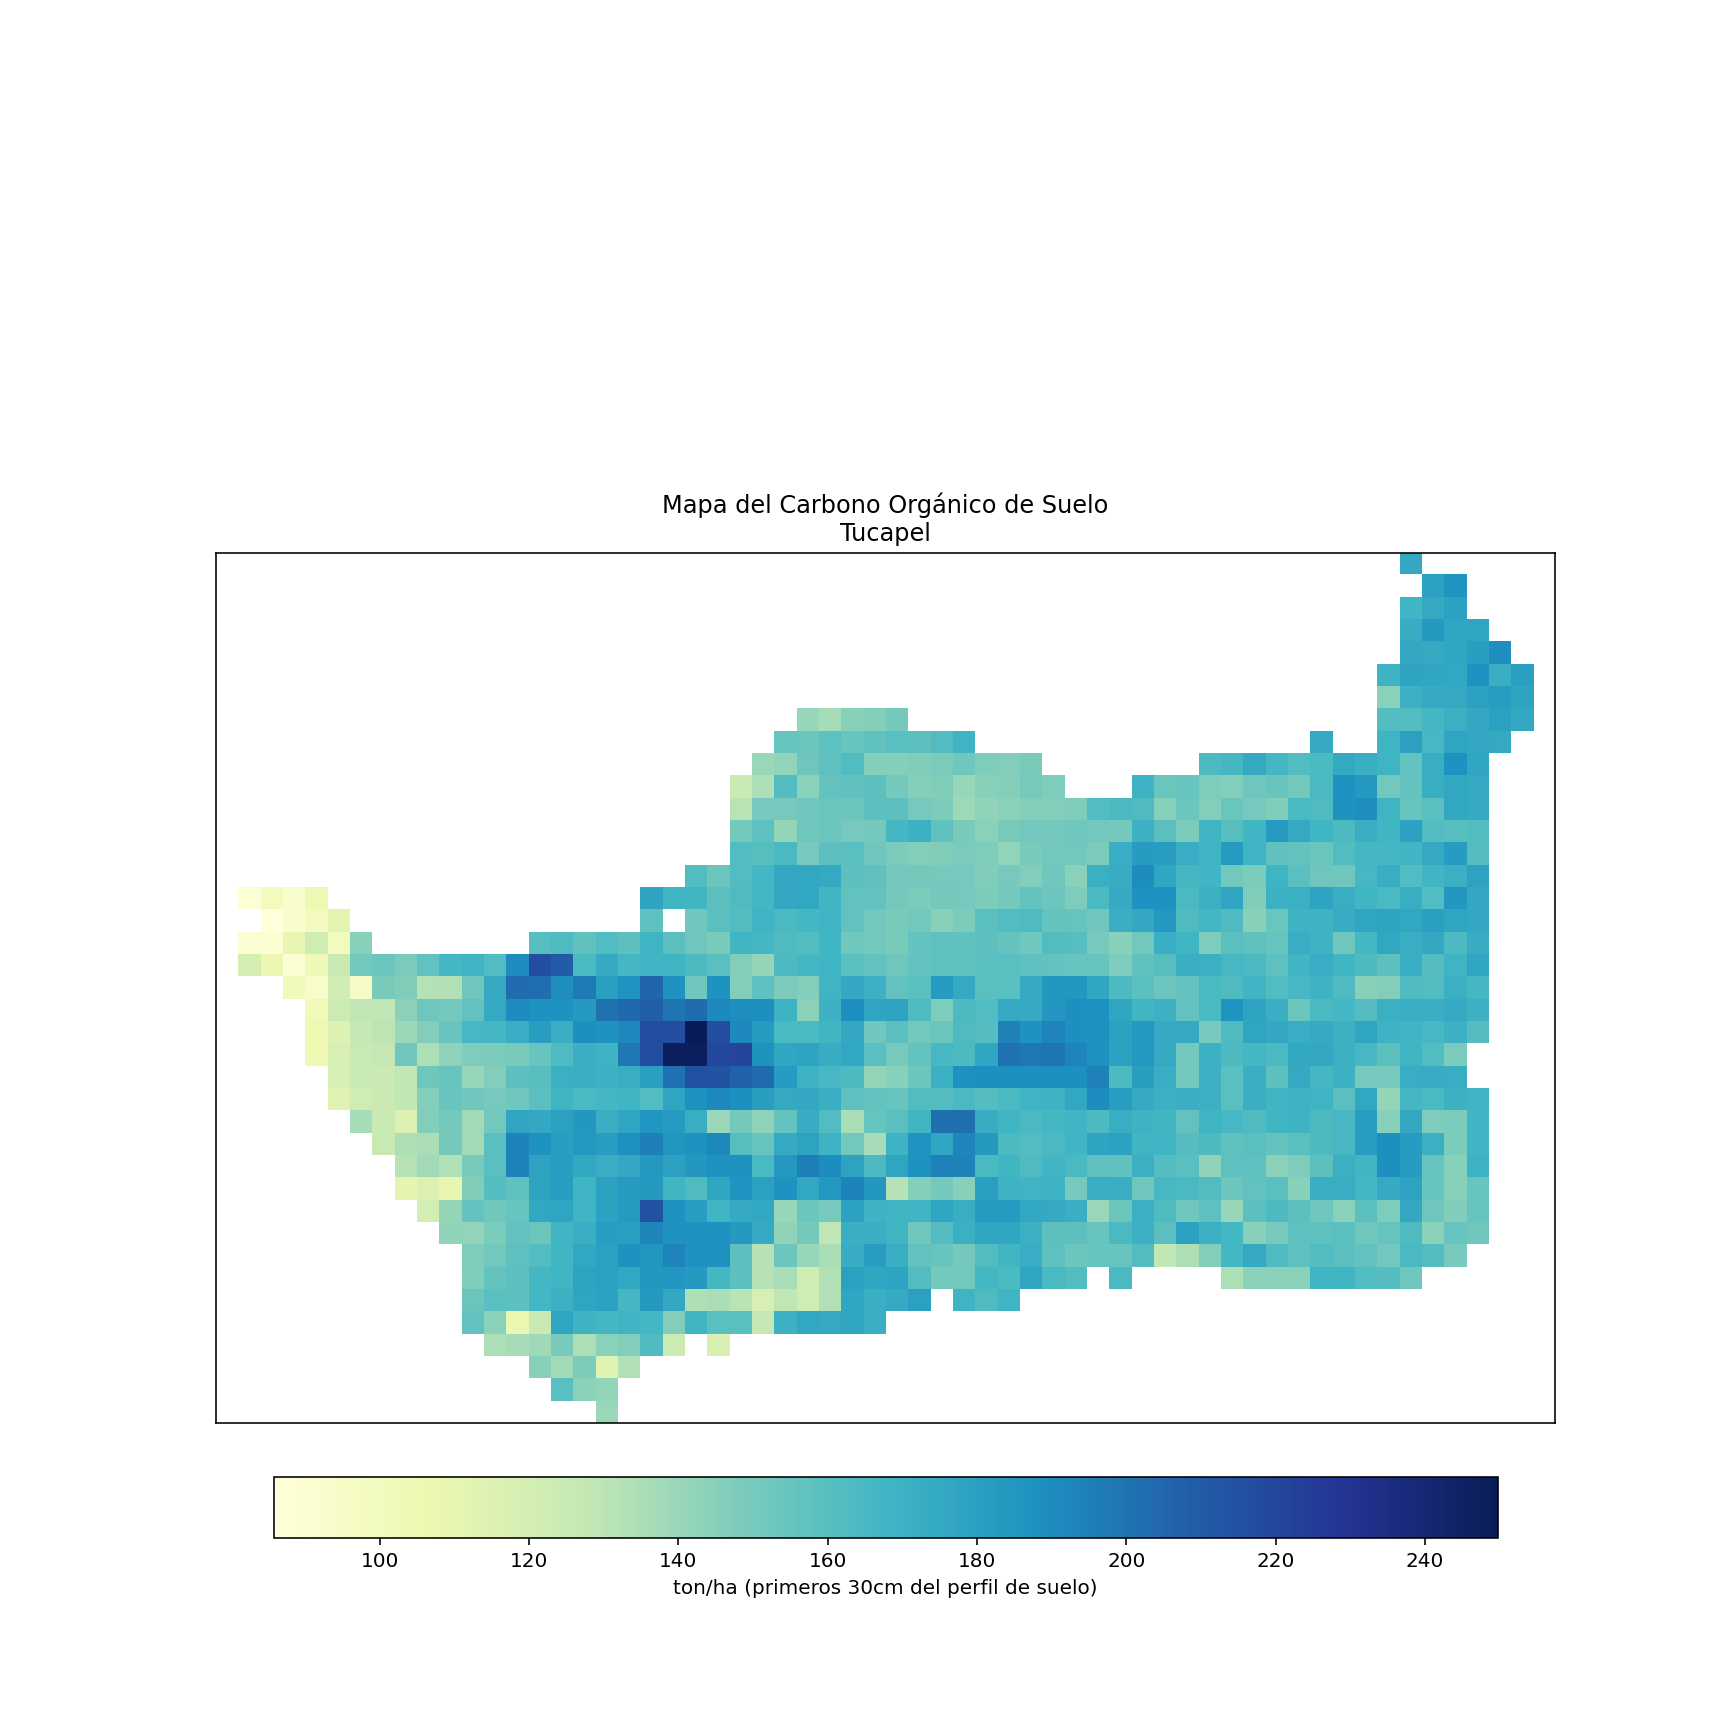 Mapa del Carbono Orgánico de Suelo
Tucapel
100 120 140 160 180 200 220 240
ton/ha (primeros 30cm del perfil de suelo)